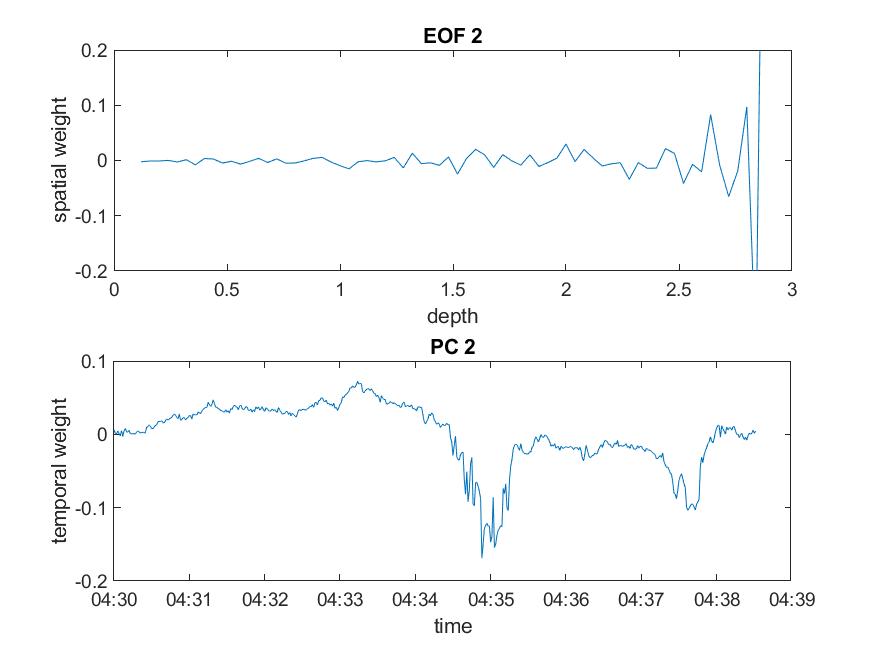 EOF 2
0.2
0.1
0
-0.1
-0.2
spatial weight
0 0.5 1 1.5 2 2.5 3
depth
PC 2
0.1
0
-0.1
-0.2
temporal weight
04:30 04:31 04:32 04:33 04:34 04:35 04:36 04:37 04:38 04:39
time